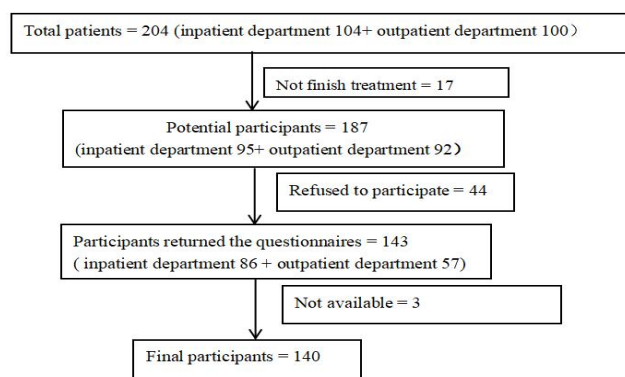 Total patients = 204 (inpatient department 104+ outpatient department 100）
Not finish treatment = 17
Potential participants = 187
(inpatient department 95+ outpatient department 92）
Refused to participate = 44
Participants returned the questionnaires = 143
( inpatient department 86 + outpatient department 57)
Not available = 3
Final participants = 140